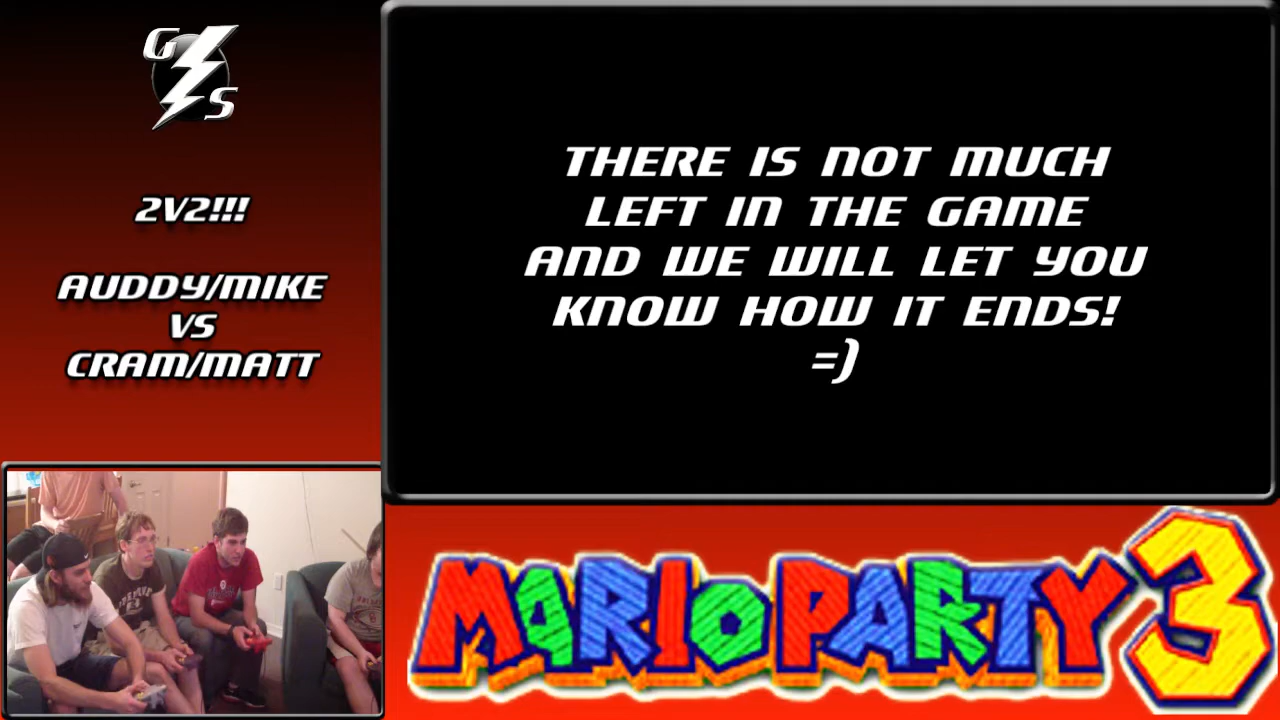 G S
2V2!!!
AUDDY/MIKE
VS
CRAM/MATT
THERE IS NOT MUCH
LEFT IN THE GAME
AND WE WILL LET YOU
KNOW HOW IT ENDS!
=)
MARIO PARTY 3